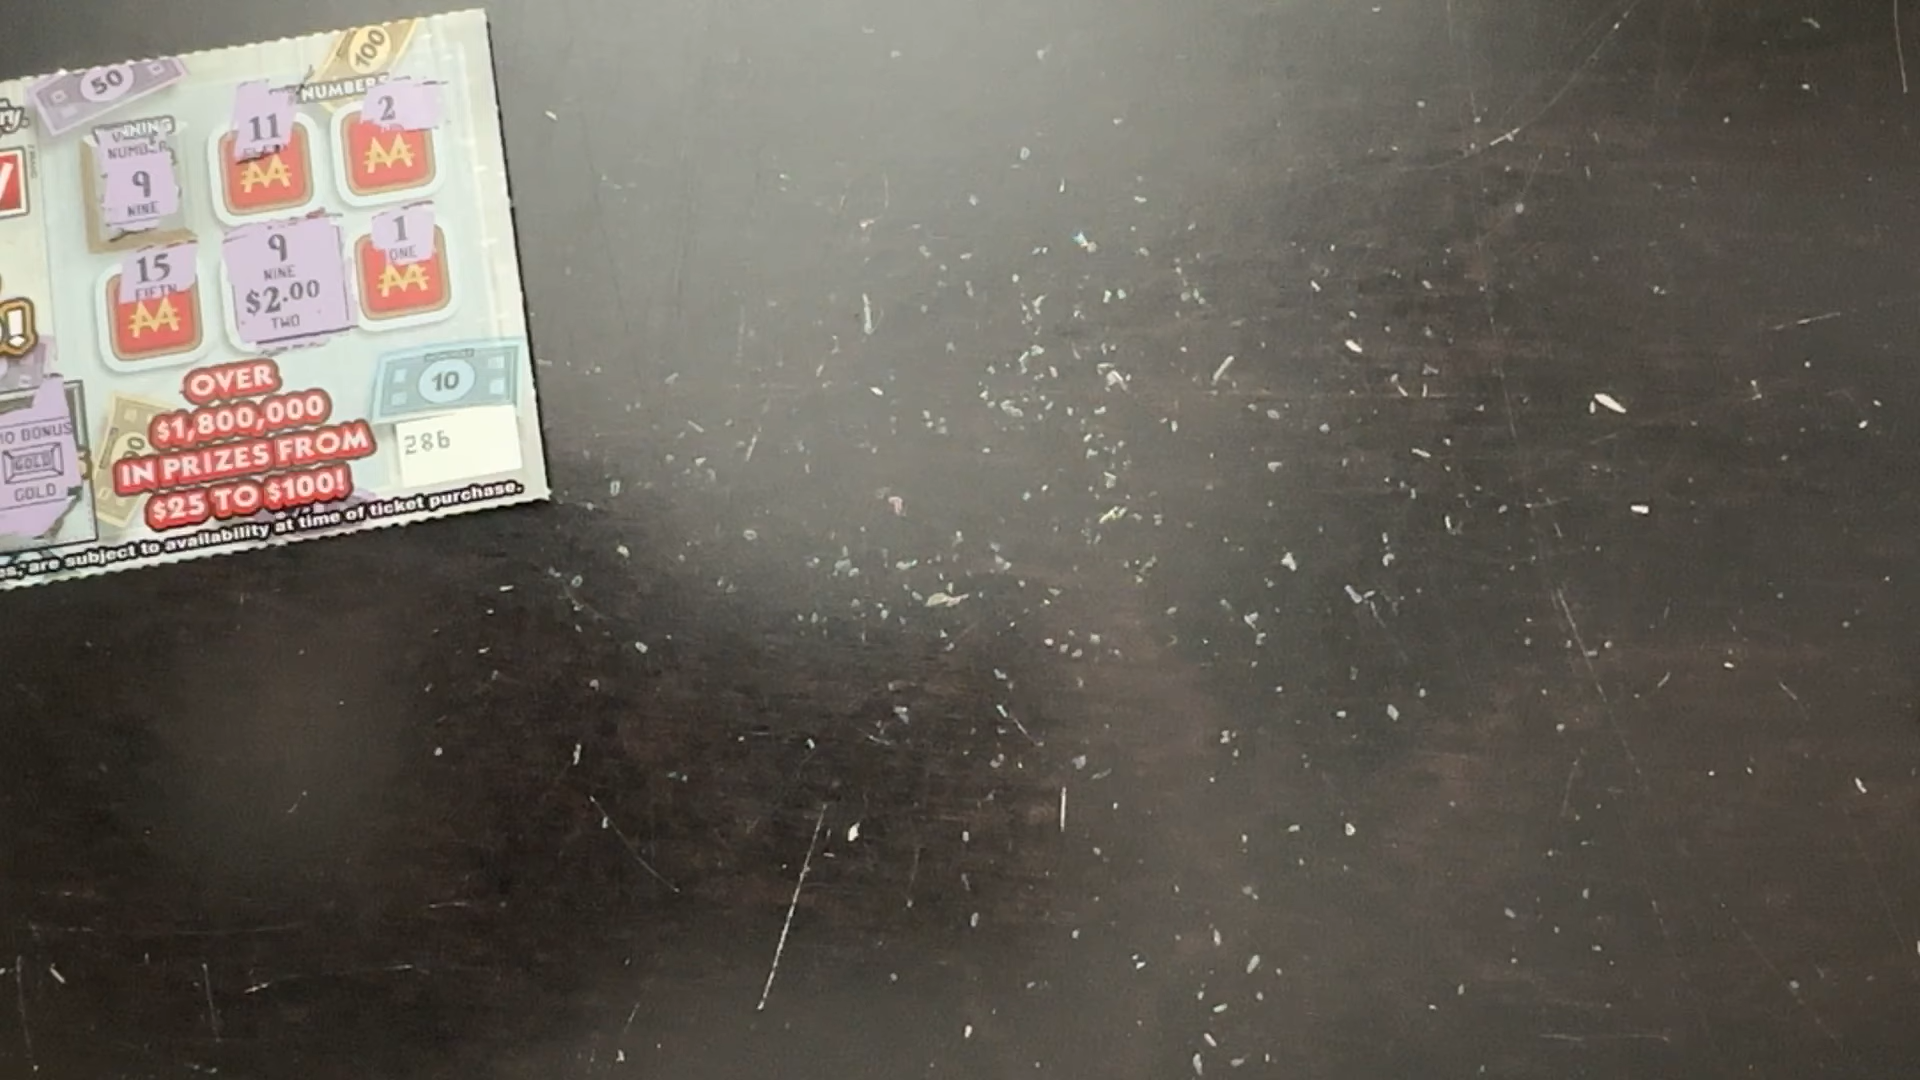 50
100
NUMBERS
WINNING
NUMBER
9
NINE
11
2
15
9
NINE
$2.00
TWO
1
ONE
10
OVER
$1,800,000
IN PRIZES FROM
$25 TO $100!
286
BONUS
GOLD
GOLD
are subject to availability at time of ticket purchase.